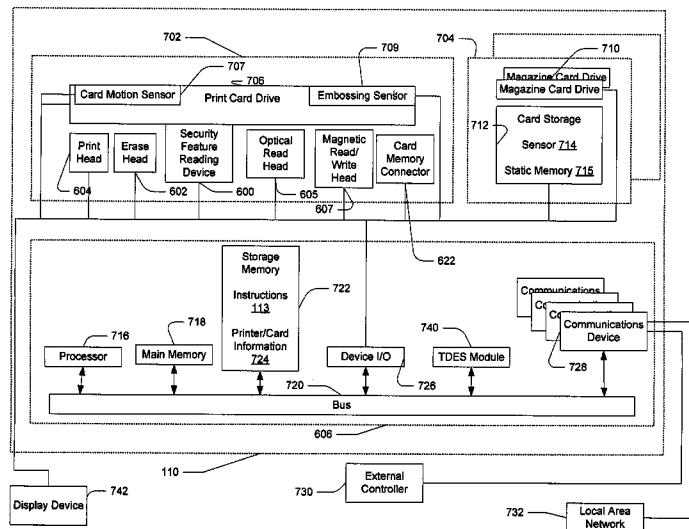 702
709
704
710
707
706
Card Motion Sensor
Print Card Drive
Embossing Sensor
Magazine Card Drive
Magazine Card Drive
712
Card Storage
Sensor 714
Static Memory 715
Print
Head
Erase
Head
Security
Feature
Reading
Device
Optical
Read Head
Magnetic
Read/
Write
Head
Card
Memory
Connector
604
602
600
605
607
622
Storage
Memory
Instructions
113
Printer/Card
Information
724
722
716
718
740
Communications
Communications
Device
Processor
Main Memory
Device I/O
TDES Module
720
726
728
Bus
606
110
Display Device
742
730
External
Controller
732
Local Area
Network